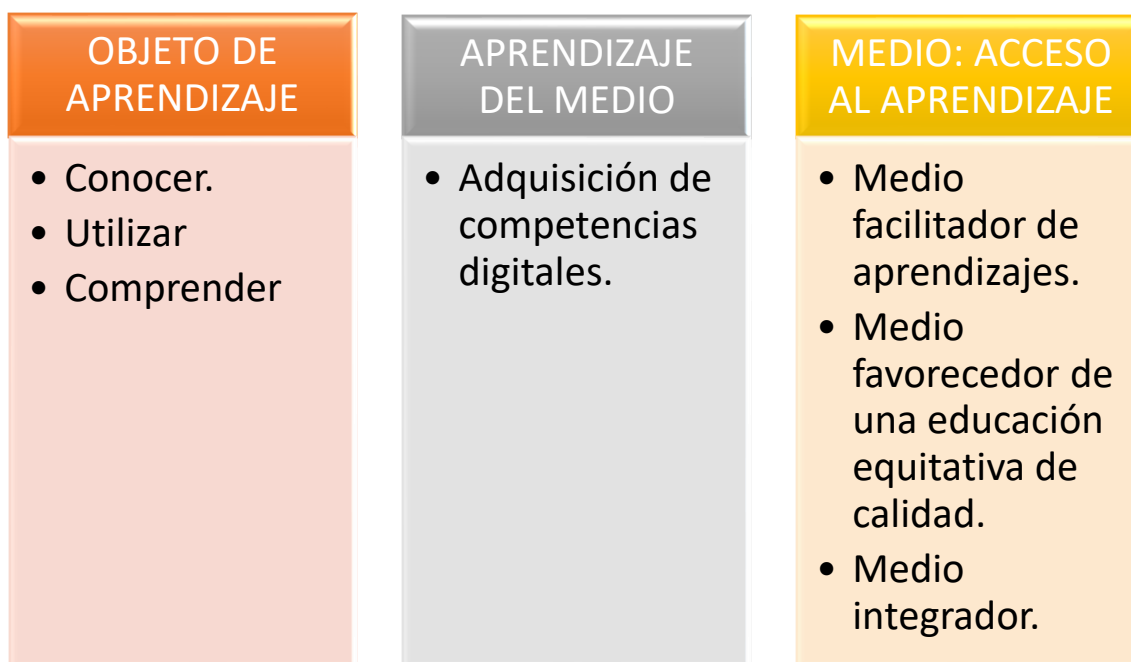 OBJETO DE
APRENDIZAJE
• Conocer.
• Utilizar
• Comprender
APRENDIZAJE
DEL MEDIO
• Adquisición de
competencias
digitales.
MEDIO: ACCESO
AL APRENDIZAJE
• Medio
facilitador de
aprendizajes.
• Medio
favorecedor de
una educación
equitativa de
calidad.
• Medio
integrador.